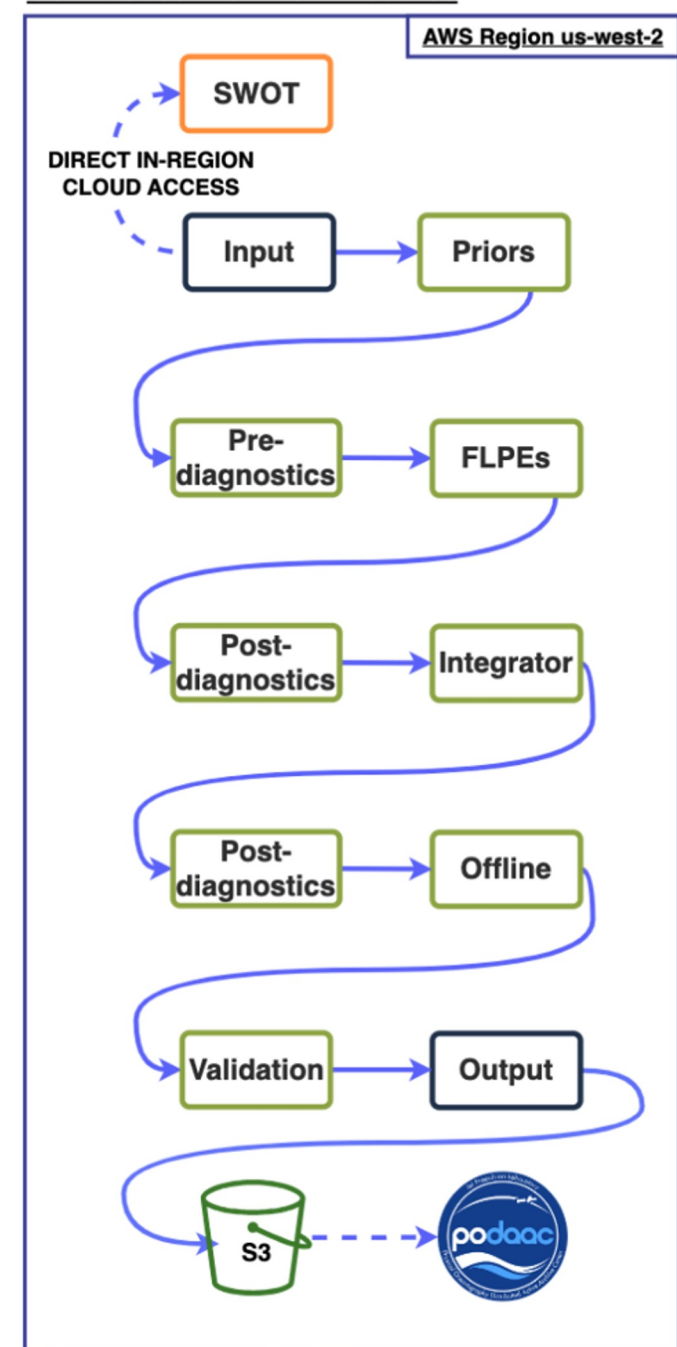 AWS Region us-west-2
SWOT
DIRECT IN-REGION
CLOUD ACCESS
Input
Priors
Pre-
diagnostics
FLPEs
Post-
diagnostics
Integrator
Post-
diagnostics
Offline
Validation
Output
S3
podaac